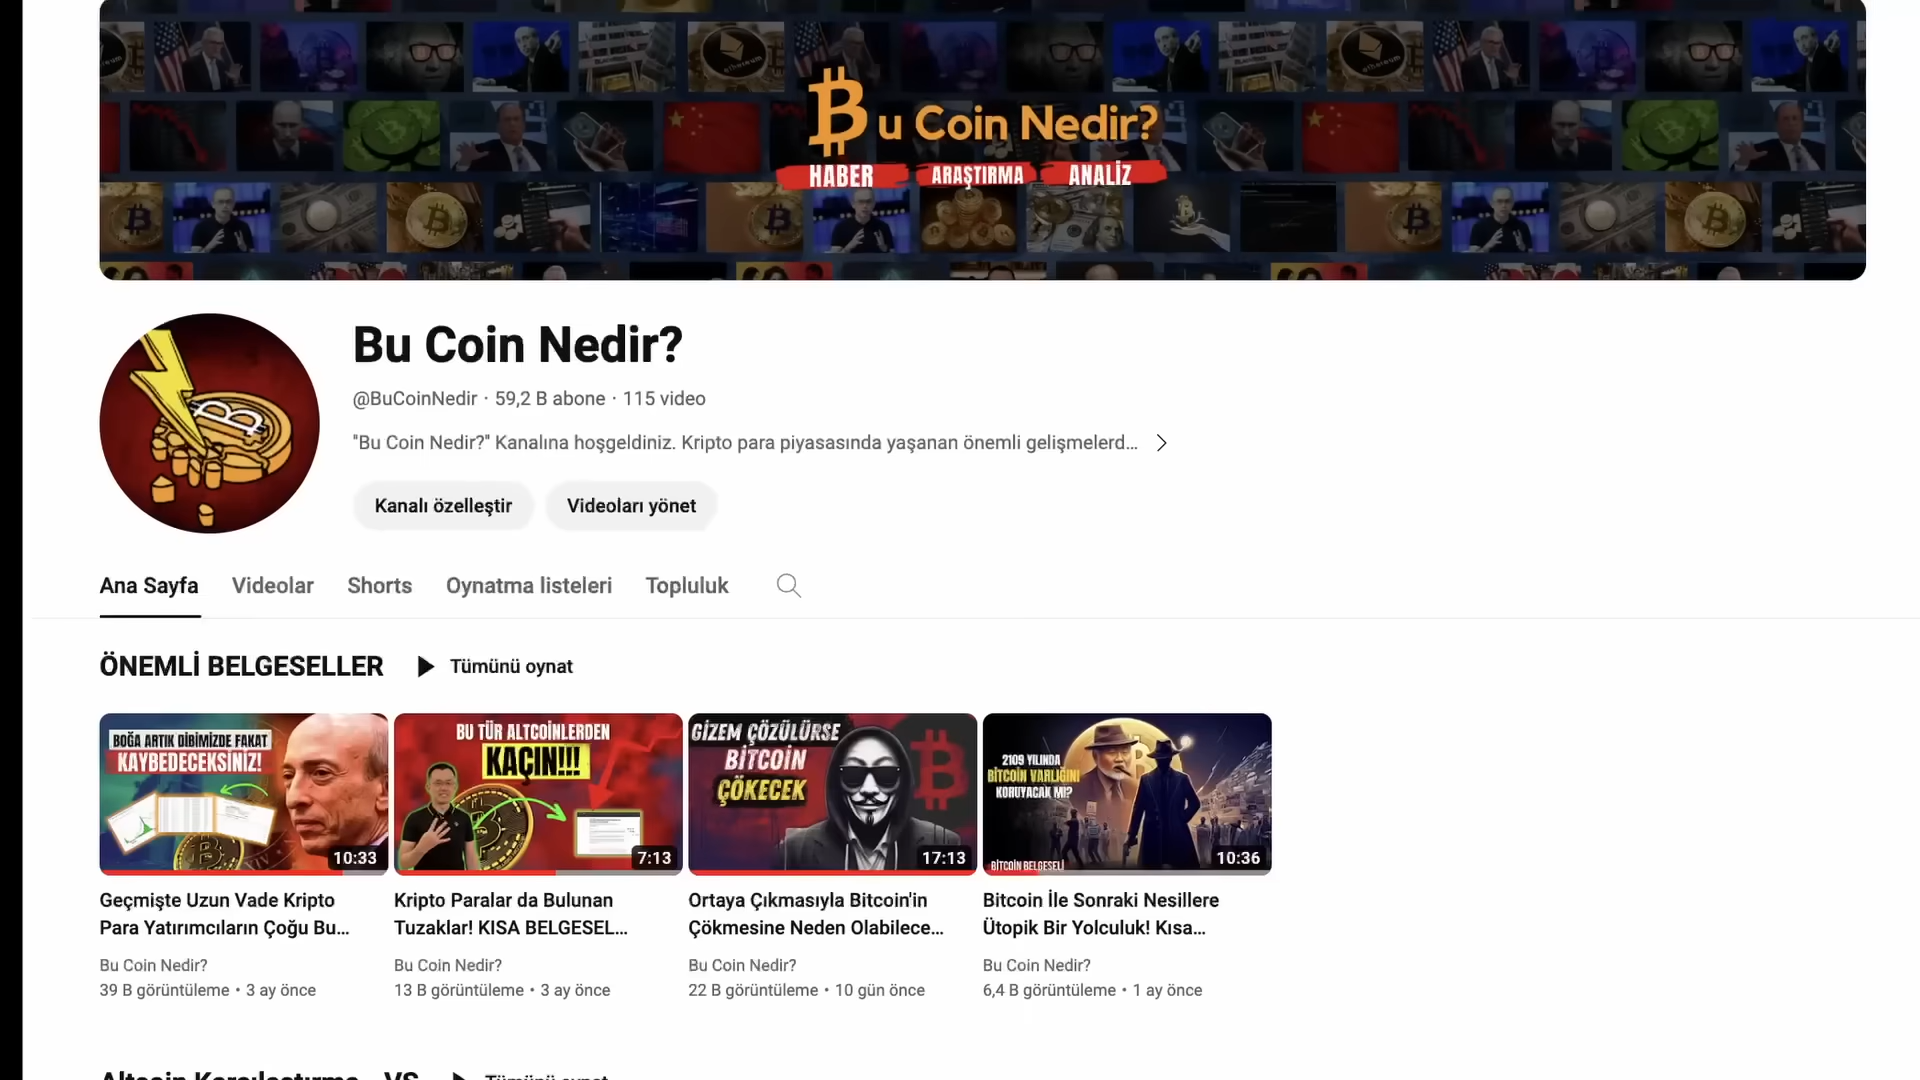 Bu Coin Nedir?
HABER ARAŞTIRMA ANALİZ
Bu Coin Nedir?
@BuCoinNedir · 59,2 B abone · 115 video
"Bu Coin Nedir?" Kanalına hoşgeldiniz. Kripto para piyasasında yaşanan önemli gelişmelerd...
Kanalı özelleştir
Videoları yönet
Ana Sayfa
Videolar
Shorts
Oynatma listeleri
Topluluk
ÖNEMLİ BELGESELLER
Tümünü oynat
BOĞA ARTIK DİBİMİZDE FAKAT
KAYBEDECEKSİNİZ!
10:33
Geçmişte Uzun Vade Kripto
Para Yatırımcıların Çoğu Bu...
Bu Coin Nedir?
39 B görüntüleme • 3 ay önce
BU TÜR ALTCOİNLERDEN
KAÇIN!!!
7:13
Kripto Paralar da Bulunan
Tuzaklar! KISA BELGESEL...
Bu Coin Nedir?
13 B görüntüleme • 3 ay önce
GİZEM ÇÖZÜLÜRSE
BİTCOİN
ÇÖKECEK
17:13
Ortaya Çıkmasıyla Bitcoin'in
Çökmesine Neden Olabilece...
Bu Coin Nedir?
22 B görüntüleme • 10 gün önce
2109 YILINDA
BİTCOİN VARLIĞINI
KORUYACAK MI?
BİTCOİN BELGESELİ
10:36
Bitcoin İle Sonraki Nesillere
Ütopik Bir Yolculuk! Kısa...
Bu Coin Nedir?
6,4 B görüntüleme • 1 ay önce
Altcoin Karşılaştırma VS
Tümünü oynat